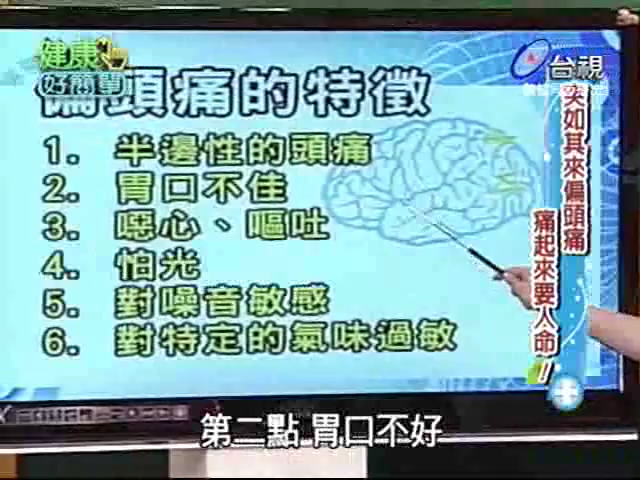 健康
好簡單
台視
偏頭痛的特徵
1. 半邊性的頭痛
2. 胃口不佳
3. 噁心、嘔吐
4. 怕光
5. 對噪音敏感
6. 對特定的氣味過敏
突如其來偏頭痛
痛起來要人命!
第二點 胃口不好